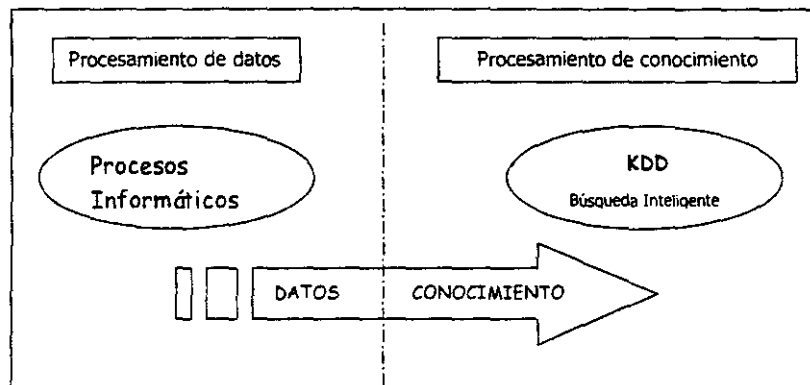 Procesamiento de datos
Procesamiento de conocimiento
Procesos
Informáticos
KDD
Búsqueda Inteligente
DATOS
CONOCIMIENTO